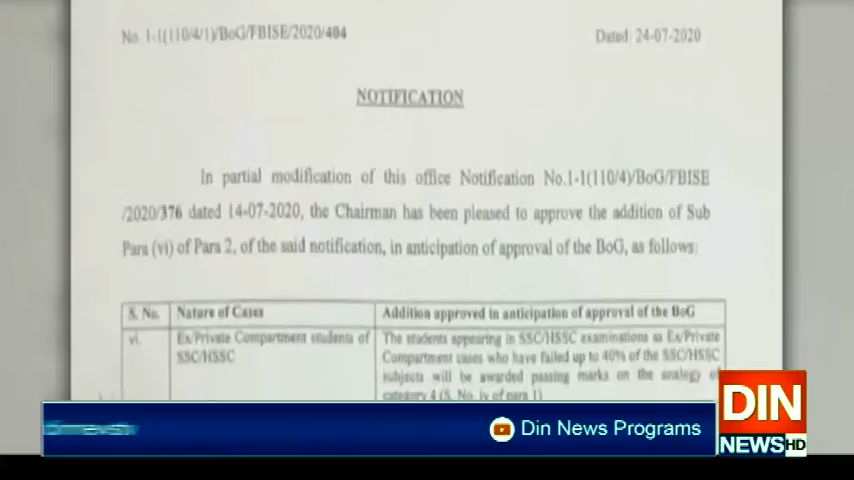 No. 1-1(110/4/1)/BoG/FBISE/2020/404
Dated 24-07-2020
NOTIFICATION
In partial modification of this office Notification No.1-1(110/4)/BoG/FBISE
/2020/376 dated 14-07-2020, the Chairman has been pleased to approve the addition of Sub
Para (vi) of Para 2, of the said notification, in anticipation of approval of the BoG, as follows:
S. No. Nature of Cases Addition approved in anticipation of approval of the BoG
vi. Ex/Private Compartment students of SSC/HSSC
The students appearing in SSC/HSSC examinations as Ex/Private
Compartment cases who have failed up to 40% of the SSC/HSSC
subjects will be awarded passing marks on the analogy of
category 4 (S. No. iv of para 1)
Din News Programs
DIN
NEWS HD